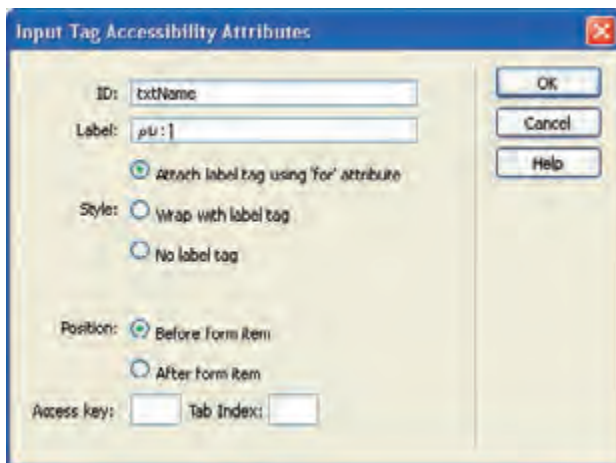 Input Tag Accessibility Attributes
ID: txtName
Label:
Attach label tag using 'for' attribute
Style: Wrap with label tag
No label tag
Position: Before form item
After form item
Access key: Tab Index:
OK
Cancel
Help